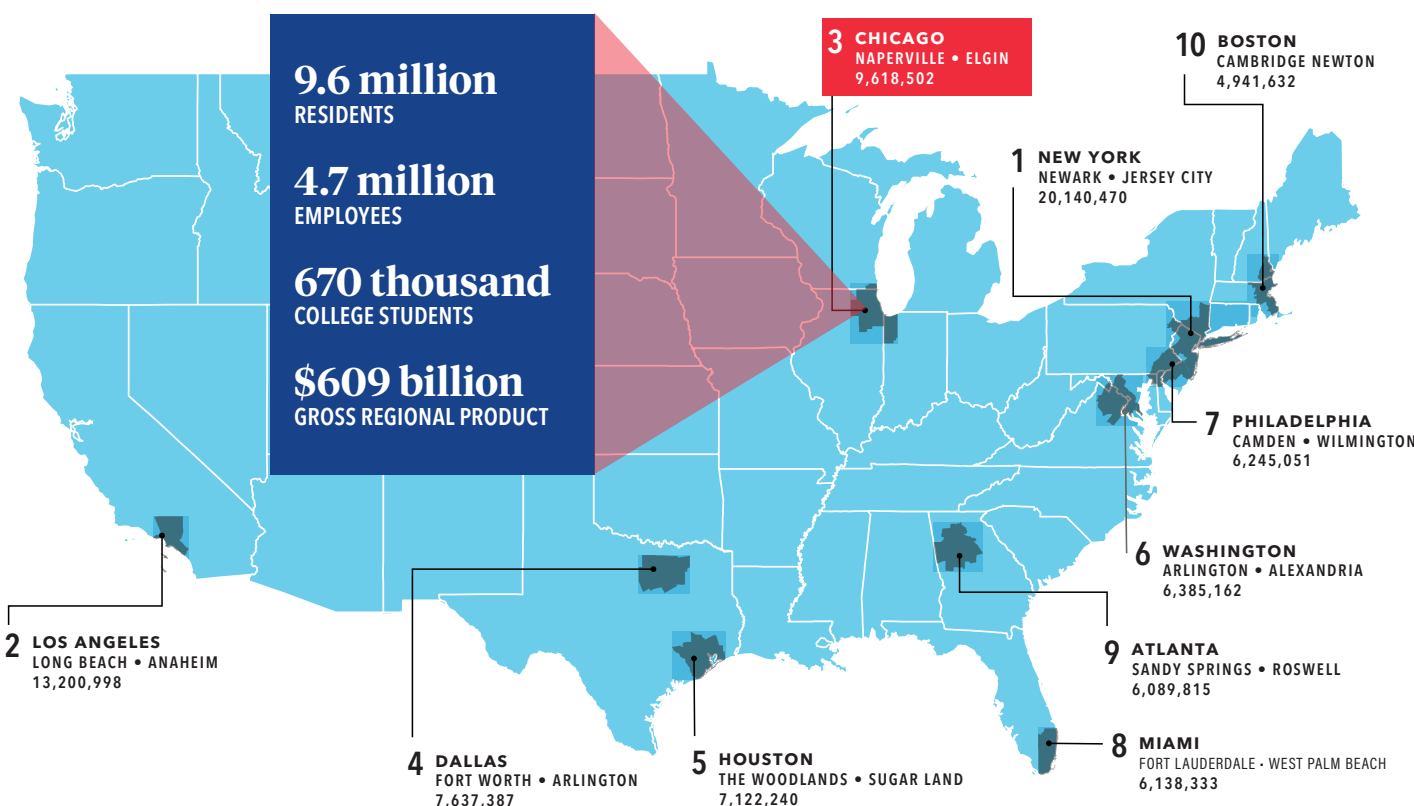 9.6 million
RESIDENTS
4.7 million
EMPLOYEES
670 thousand
COLLEGE STUDENTS
$609 billion
GROSS REGIONAL PRODUCT
3 CHICAGO
NAPERVILLE • ELGIN
9,618,502
10 BOSTON
CAMBRIDGE NEWTON
4,941,632
1 NEW YORK
NEWARK • JERSEY CITY
20,140,470
7 PHILADELPHIA
CAMDEN • WILMINGTON
6,245,051
6 WASHINGTON
ARLINGTON • ALEXANDRIA
6,385,162
2 LOS ANGELES
LONG BEACH • ANAHEIM
13,200,998
9 ATLANTA
SANDY SPRINGS • ROSWELL
6,089,815
4 DALLAS
FORT WORTH • ARLINGTON
7,637,387
5 HOUSTON
THE WOODLANDS • SUGAR LAND
7,122,240
8 MIAMI
FORT LAUDERDALE · WEST PALM BEACH
6,138,333